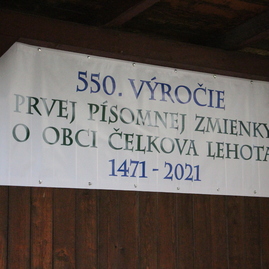 550. VÝROČIE
PRVEJ PÍSOMNEJ ZMIENKY
O OBCI ČELKOVA LEHOTA
1471 - 2021